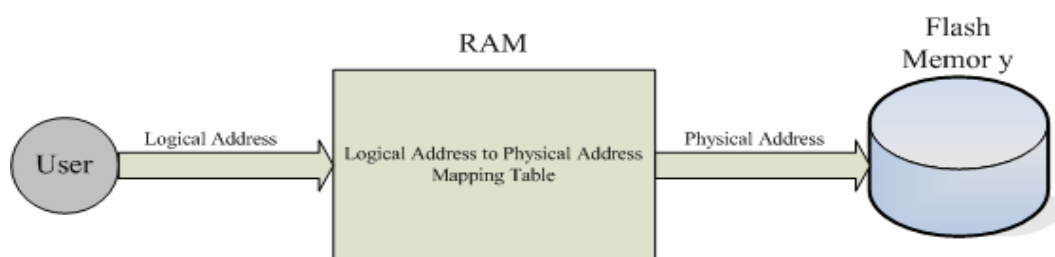 RAM
Flash
Memor y
User
Logical Address
Logical Address to Physical Address
Mapping Table
Physical Address